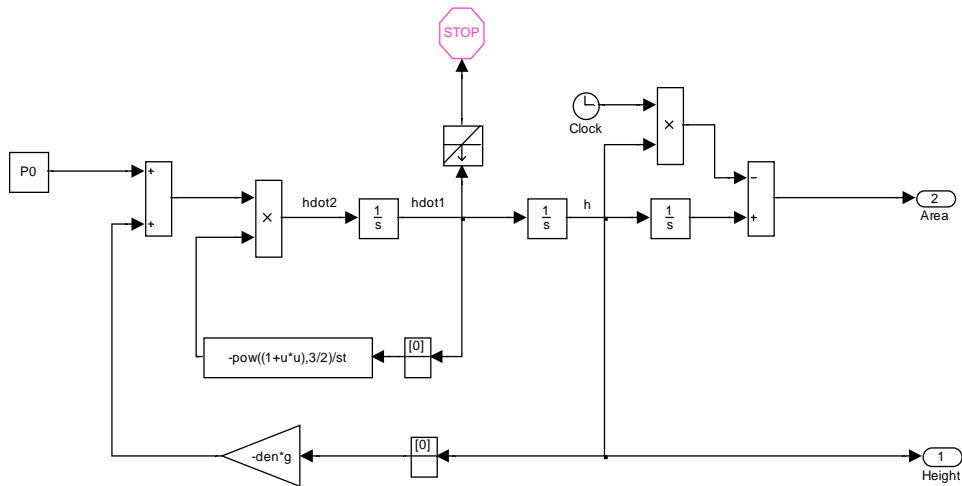 STOP
Clock
×
P0
+
+
×
hdot2
1
s
hdot1
1
s
h
1
s
−
+
2
Area
-pow((1+u*u),3/2)/st
[0]
-den*g
[0]
1
Height